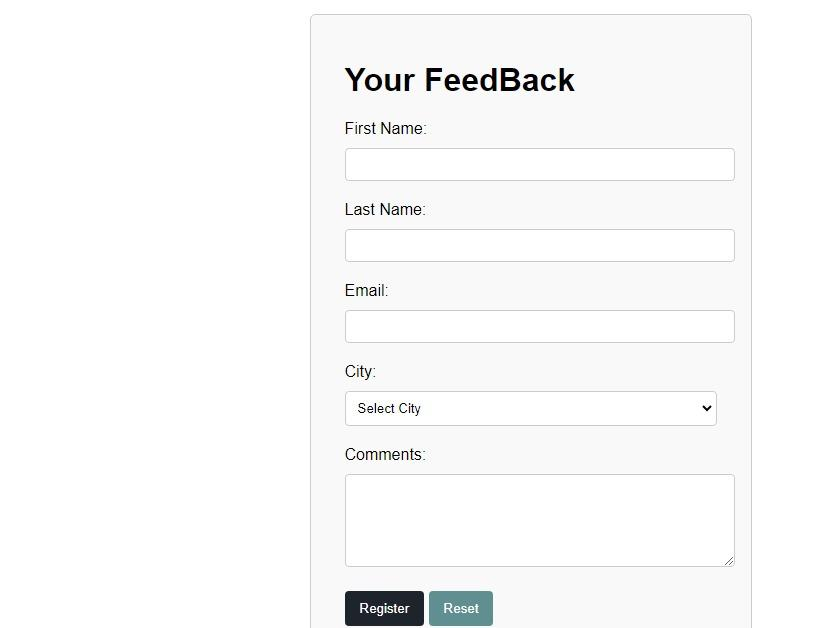 Your FeedBack
First Name:
Last Name:
Email:
City:
Select City
Comments:
Register Reset